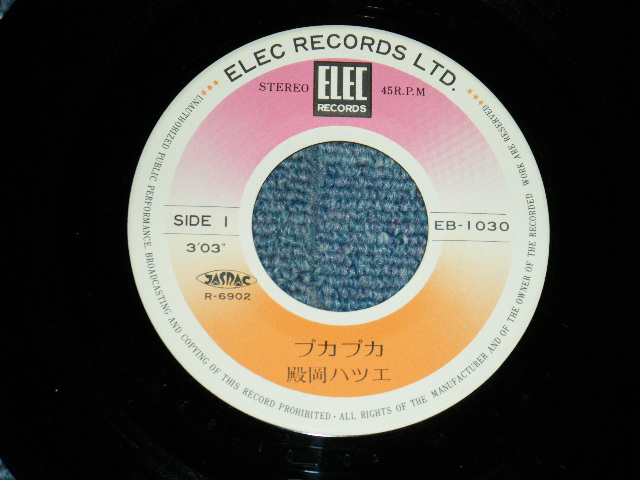 ELEC RECORDS LTD.
STEREO
ELEC
RECORDS
45R.P.M
SIDE 1
EB-1030
3'03"
JASRAC
R-6902
プカプカ
殿岡ハツエ
UNAUTHORIZED PUBLIC PERFORMANCE, BROADCASTING AND COPYING OF THIS RECORD PROHIBITED · ALL RIGHTS OF THE MANUFACTURER AND OF THE OWNER OF THE RECORDED WORK ARE RESERVED